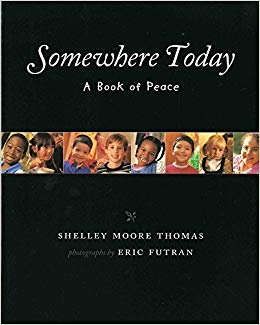 Somewhere Today
A Book of Peace
SHELLEY MOORE THOMAS
photographs by ERIC FUTRAN